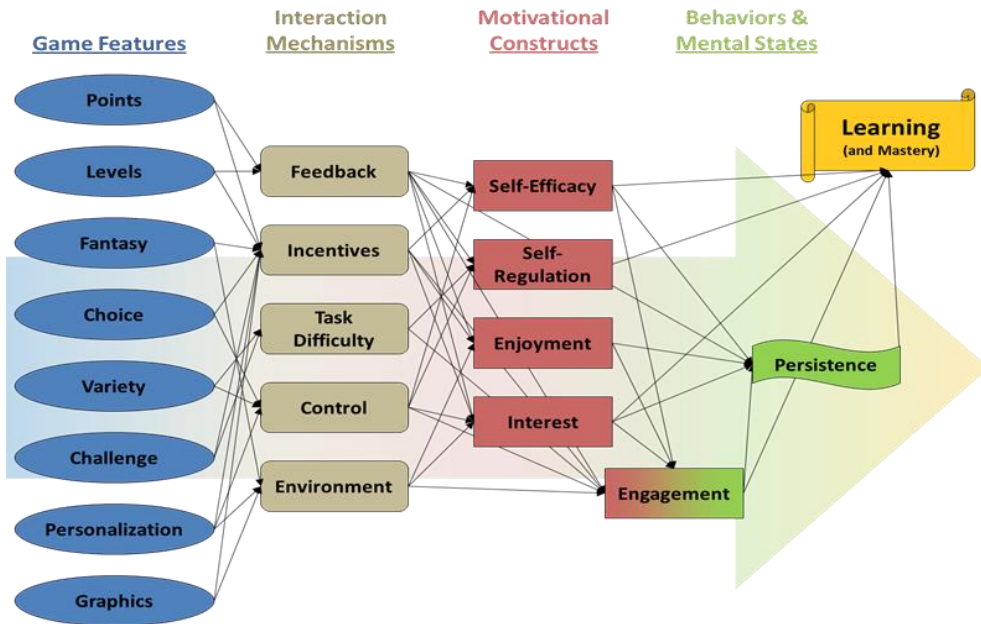 Game Features
Interaction
Mechanisms
Motivational
Constructs
Behaviors &
Mental States
Points
Levels
Fantasy
Choice
Variety
Challenge
Personalization
Graphics
Feedback
Incentives
Task
Difficulty
Control
Environment
Self-Efficacy
Self-
Regulation
Enjoyment
Interest
Engagement
Persistence
Learning
(and Mastery)